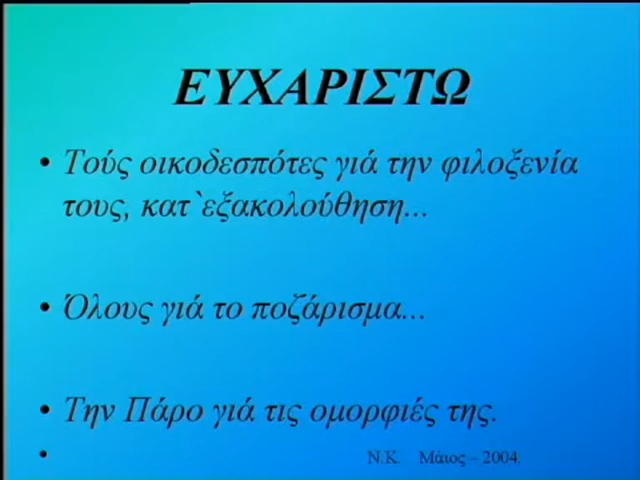 ΕΥΧΑΡΙΣΤΩ
• Τούς οικοδεσπότες γιά την φιλοξενία
τους, κατ`εξακολούθηση...
• Όλους γιά το ποζάρισμα...
• Την Πάρο γιά τις ομορφιές της.
• Ν.Κ. Μάιος – 2004.